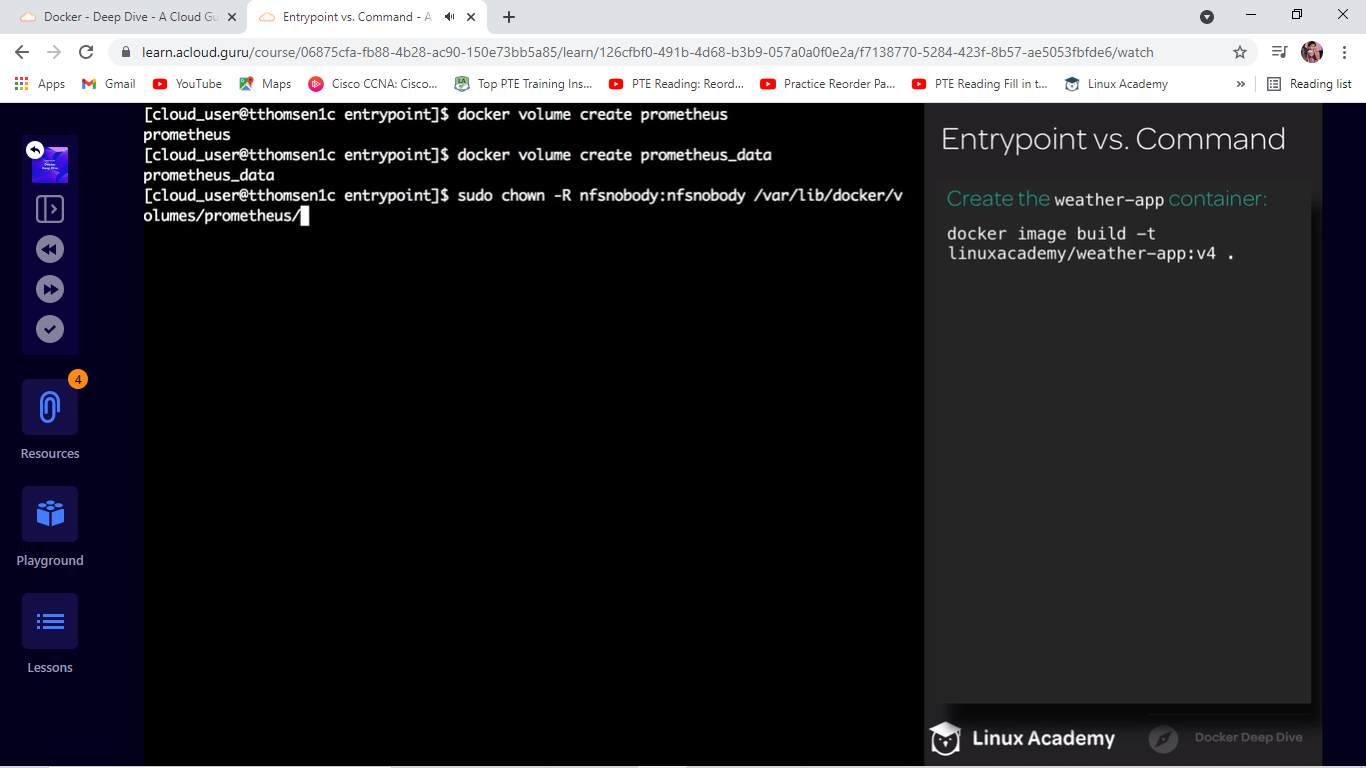 Docker - Deep Dive - A Cloud Gu
Entrypoint vs. Command - A
learn.acloud.guru/course/06875cfa-fb88-4b28-ac90-150e73bb5a85/learn/126cfbf0-491b-4d68-b3b9-057a0a0f0e2a/f7138770-5284-423f-8b57-ae5053fbfde6/watch
Apps
Gmail
YouTube
Maps
Cisco CCNA: Cisco...
Top PTE Training Ins...
PTE Reading: Reord...
Practice Reorder Pa...
PTE Reading Fill in t...
Linux Academy
»
Reading list
[cloud_user@tthomsen1c entrypoint]$ docker volume create prometheus
prometheus
[cloud_user@tthomsen1c entrypoint]$ docker volume create prometheus_data
prometheus_data
[cloud_user@tthomsen1c entrypoint]$ sudo chown -R nfsnobody:nfsnobody /var/lib/docker/v
olumes/prometheus/
4
Resources
Playground
Lessons
Entrypoint vs. Command
Create the weather-app container:
docker image build -t
linuxacademy/weather-app:v4 .
Linux Academy
Docker Deep Dive